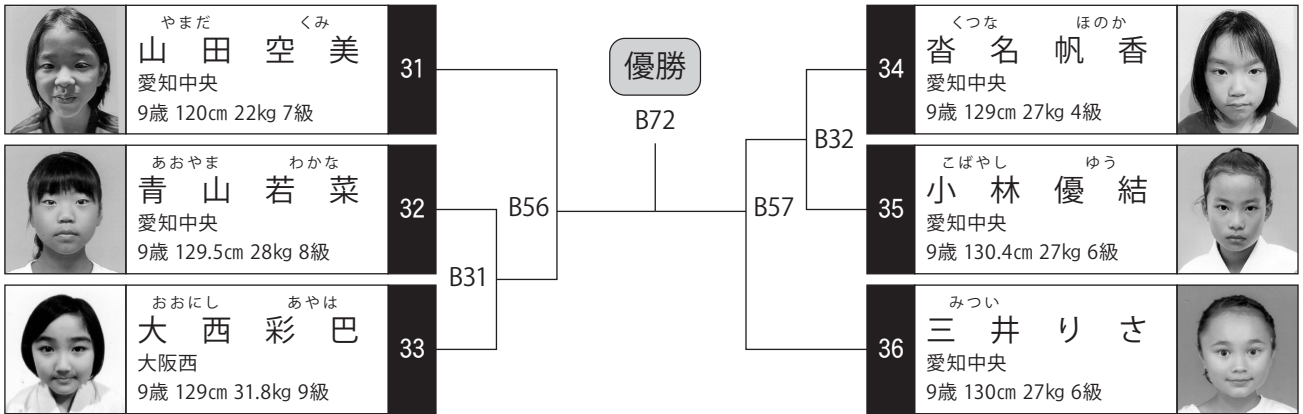 やまだ くみ
山田 空美
愛知中央
9歳 120cm 22kg 7級
31
あおやま わかな
青山 若菜
愛知中央
9歳 129.5cm 28kg 8級
32
おおにし あやは
大西 彩巴
大阪西
9歳 129cm 31.8kg 9級
33
B31
B56
優勝
B72
B57
B32
34
くつな ほのか
沓名 帆香
愛知中央
9歳 129cm 27kg 4級
35
こばやし ゆう
小林 優結
愛知中央
9歳 130.4cm 27kg 6級
36
みつい
三井 りさ
愛知中央
9歳 130cm 27kg 6級